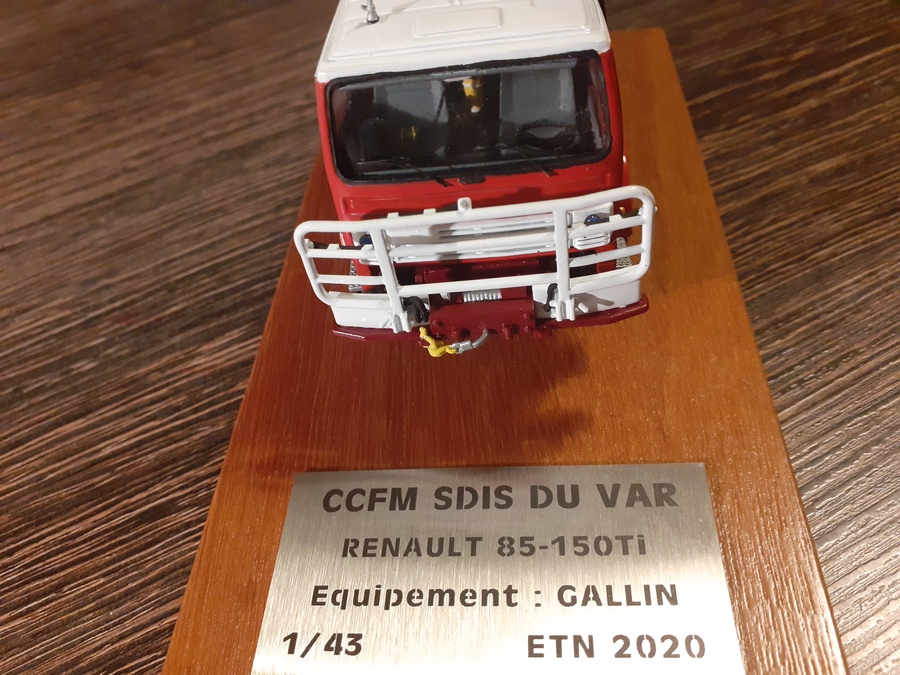 CCFM SDIS DU VAR
RENAULT 85-150Ti
Equipement : GALLIN
1/43 ETN 2020